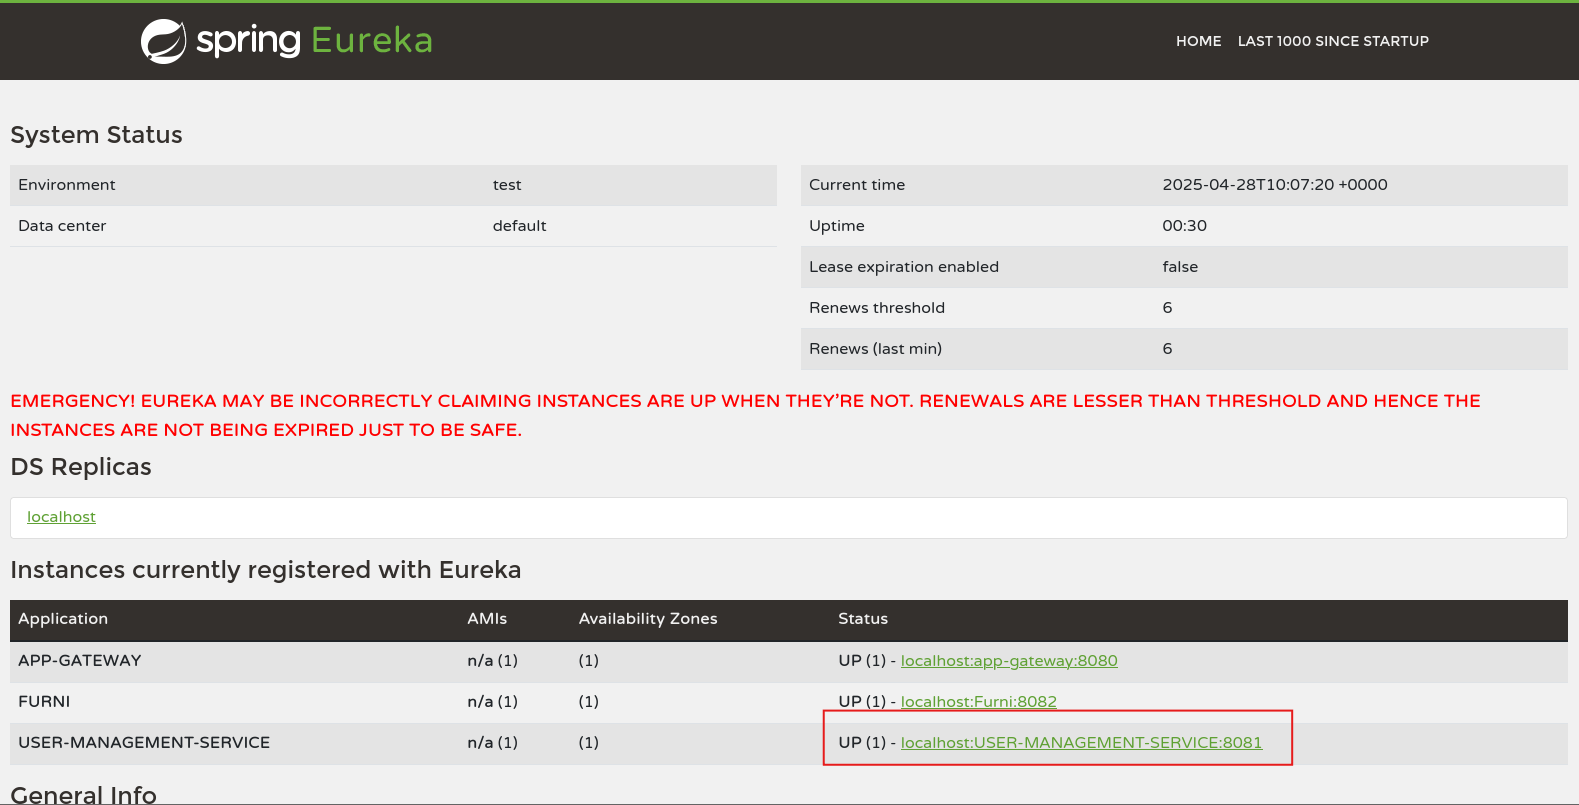 spring Eureka
HOME LAST 1000 SINCE STARTUP
System Status
Environment test
Data center default
Current time 2025-04-28T10:07:20 +0000
Uptime 00:30
Lease expiration enabled false
Renews threshold 6
Renews (last min) 6
EMERGENCY! EUREKA MAY BE INCORRECTLY CLAIMING INSTANCES ARE UP WHEN THEY'RE NOT. RENEWALS ARE LESSER THAN THRESHOLD AND HENCE THE
INSTANCES ARE NOT BEING EXPIRED JUST TO BE SAFE.
DS Replicas
localhost
Instances currently registered with Eureka
Application AMIs Availability Zones Status
APP-GATEWAY n/a (1) (1) UP (1) - localhost:app-gateway:8080
FURNI n/a (1) (1) UP (1) - localhost:Furni:8082
USER-MANAGEMENT-SERVICE n/a (1) (1) UP (1) - localhost:USER-MANAGEMENT-SERVICE:8081
General Info